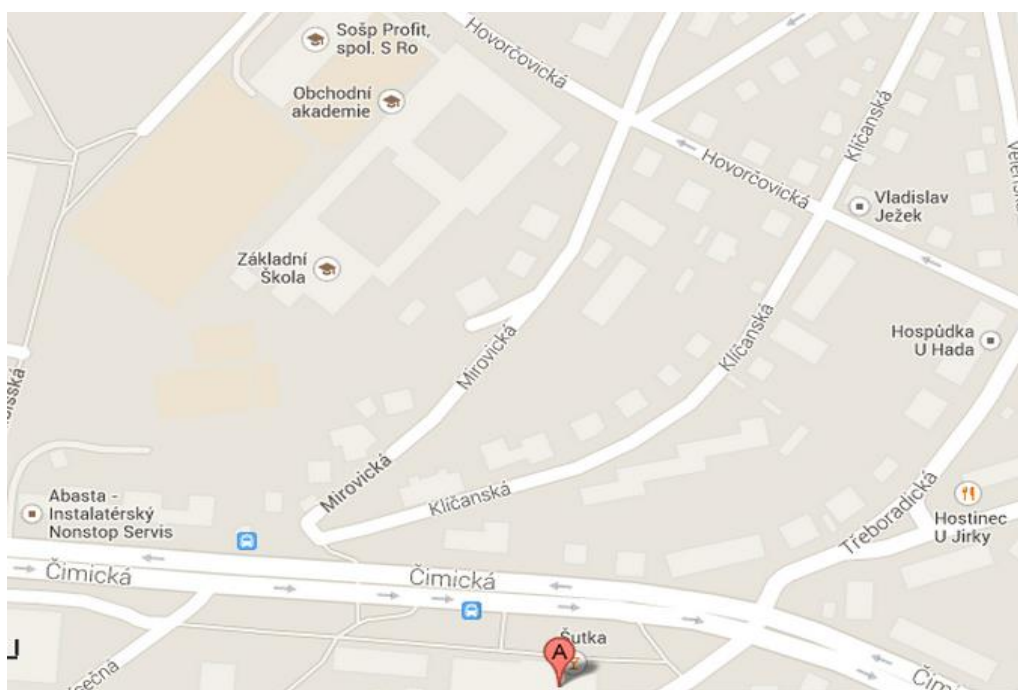 Sošp Profit,
spol. S Ro
Hovorčovická
Obchodní
akademie
Klíčanská
Hovorčovická
Vladislav
Ježek
Základní
Škola
Klíčanská
Hospůdka
U Hada
Mirovická
Mirovická
Klíčanská
Abasta -
Instalatérský
Nonstop Servis
Třeboradická
Hostinec
U Jirky
Čimická
Čimická
Šutka
A